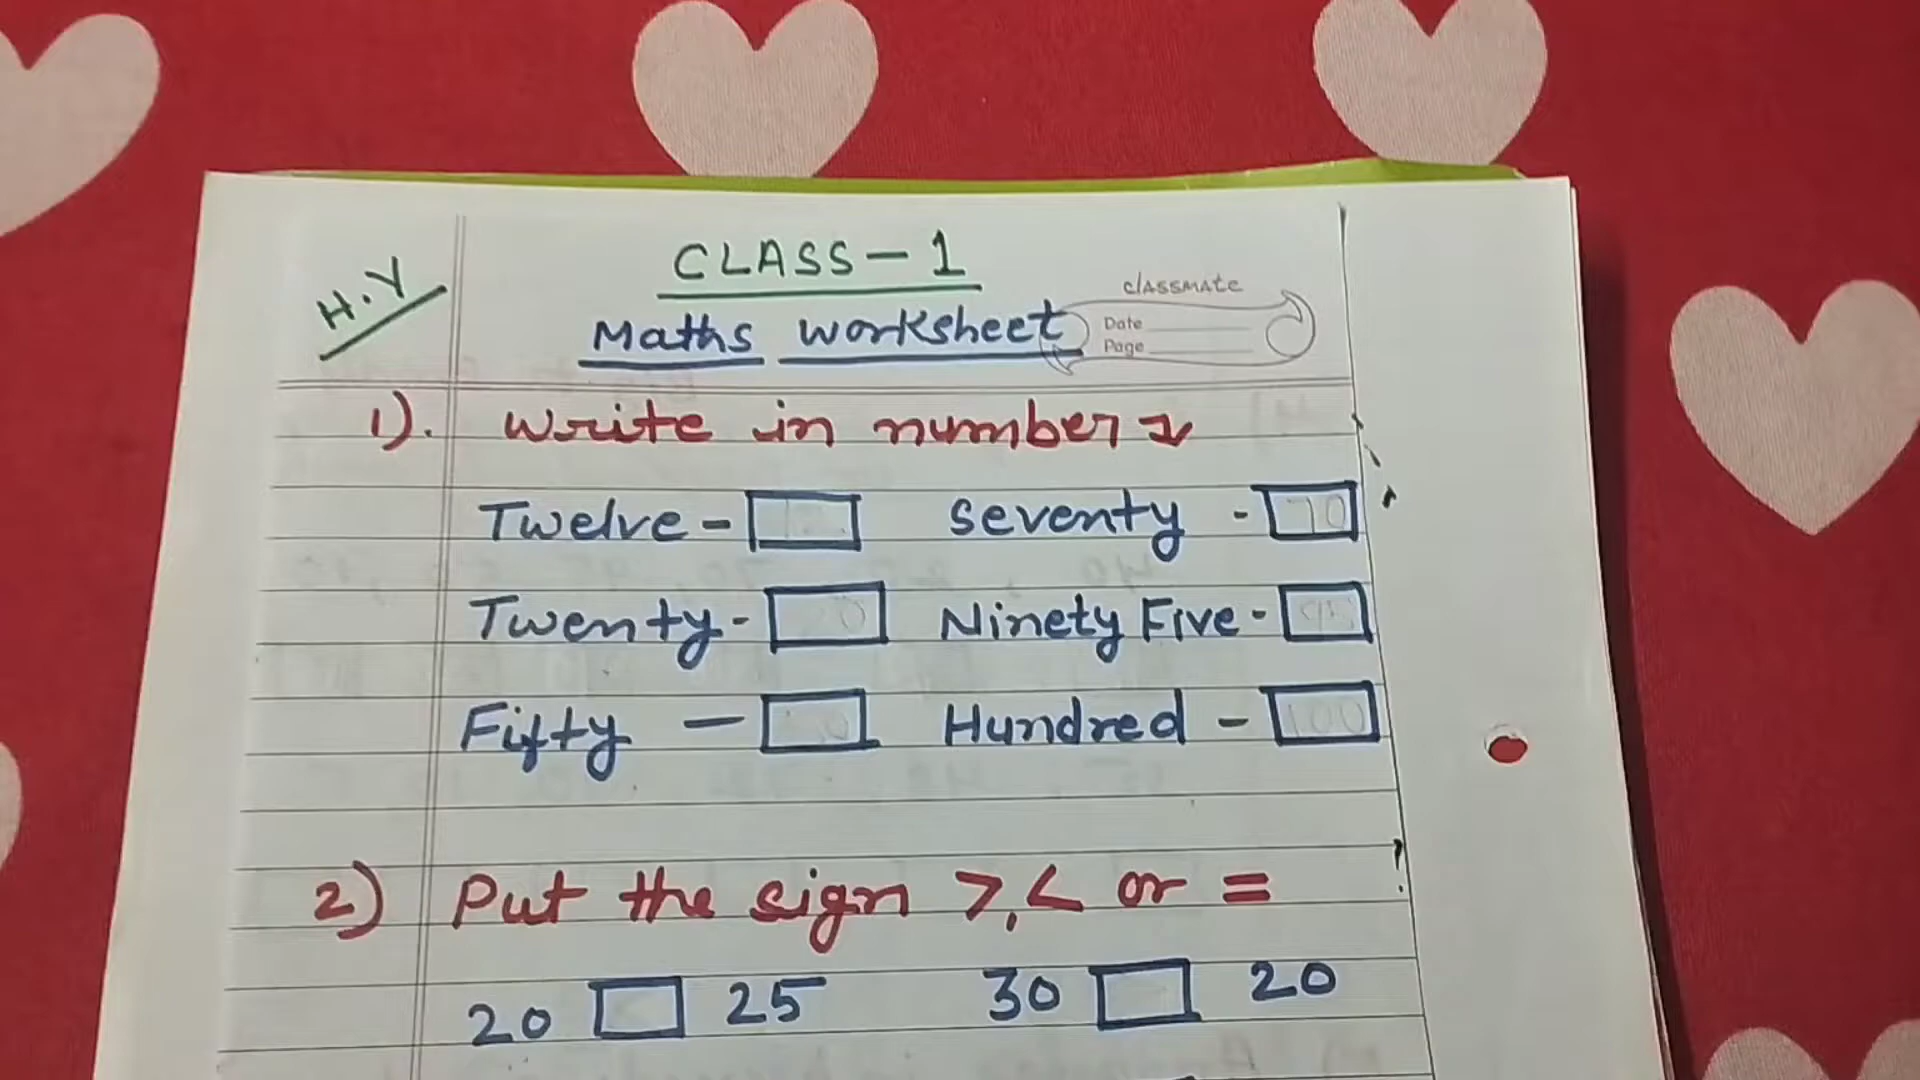 CLASS-1
H.Y
Maths worksheet
classmate
Date
Page
1). write in numbers
Twelve - Seventy - 70
Twenty - Ninety Five - 95
Fifty - Hundred - 100
2) Put the sign >,< or =
20 25 30 20